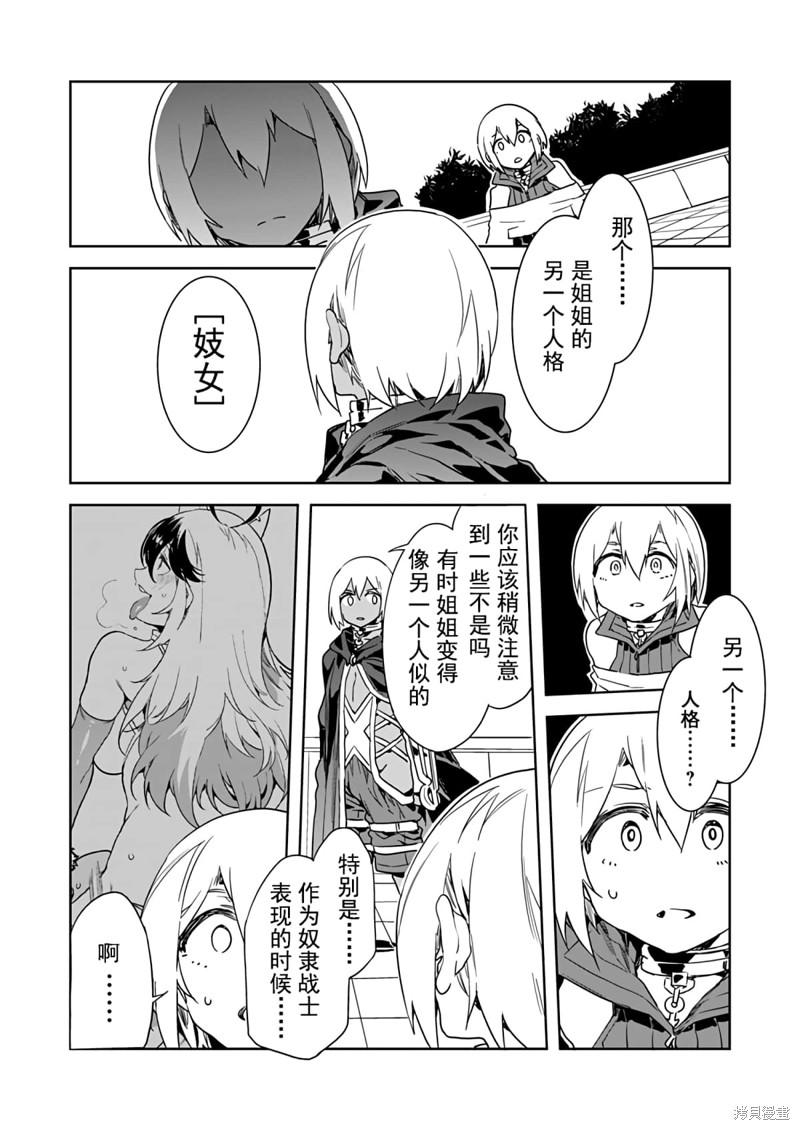 那个……
是姐姐的
另一个人格
[妓女]
另一个……
人格……?
你应该稍微注意
到一些不是吗
有时姐姐变得
像另一个人似的
特别是……
作为奴隶战士
表现的时候……
啊……
拷貝漫畫